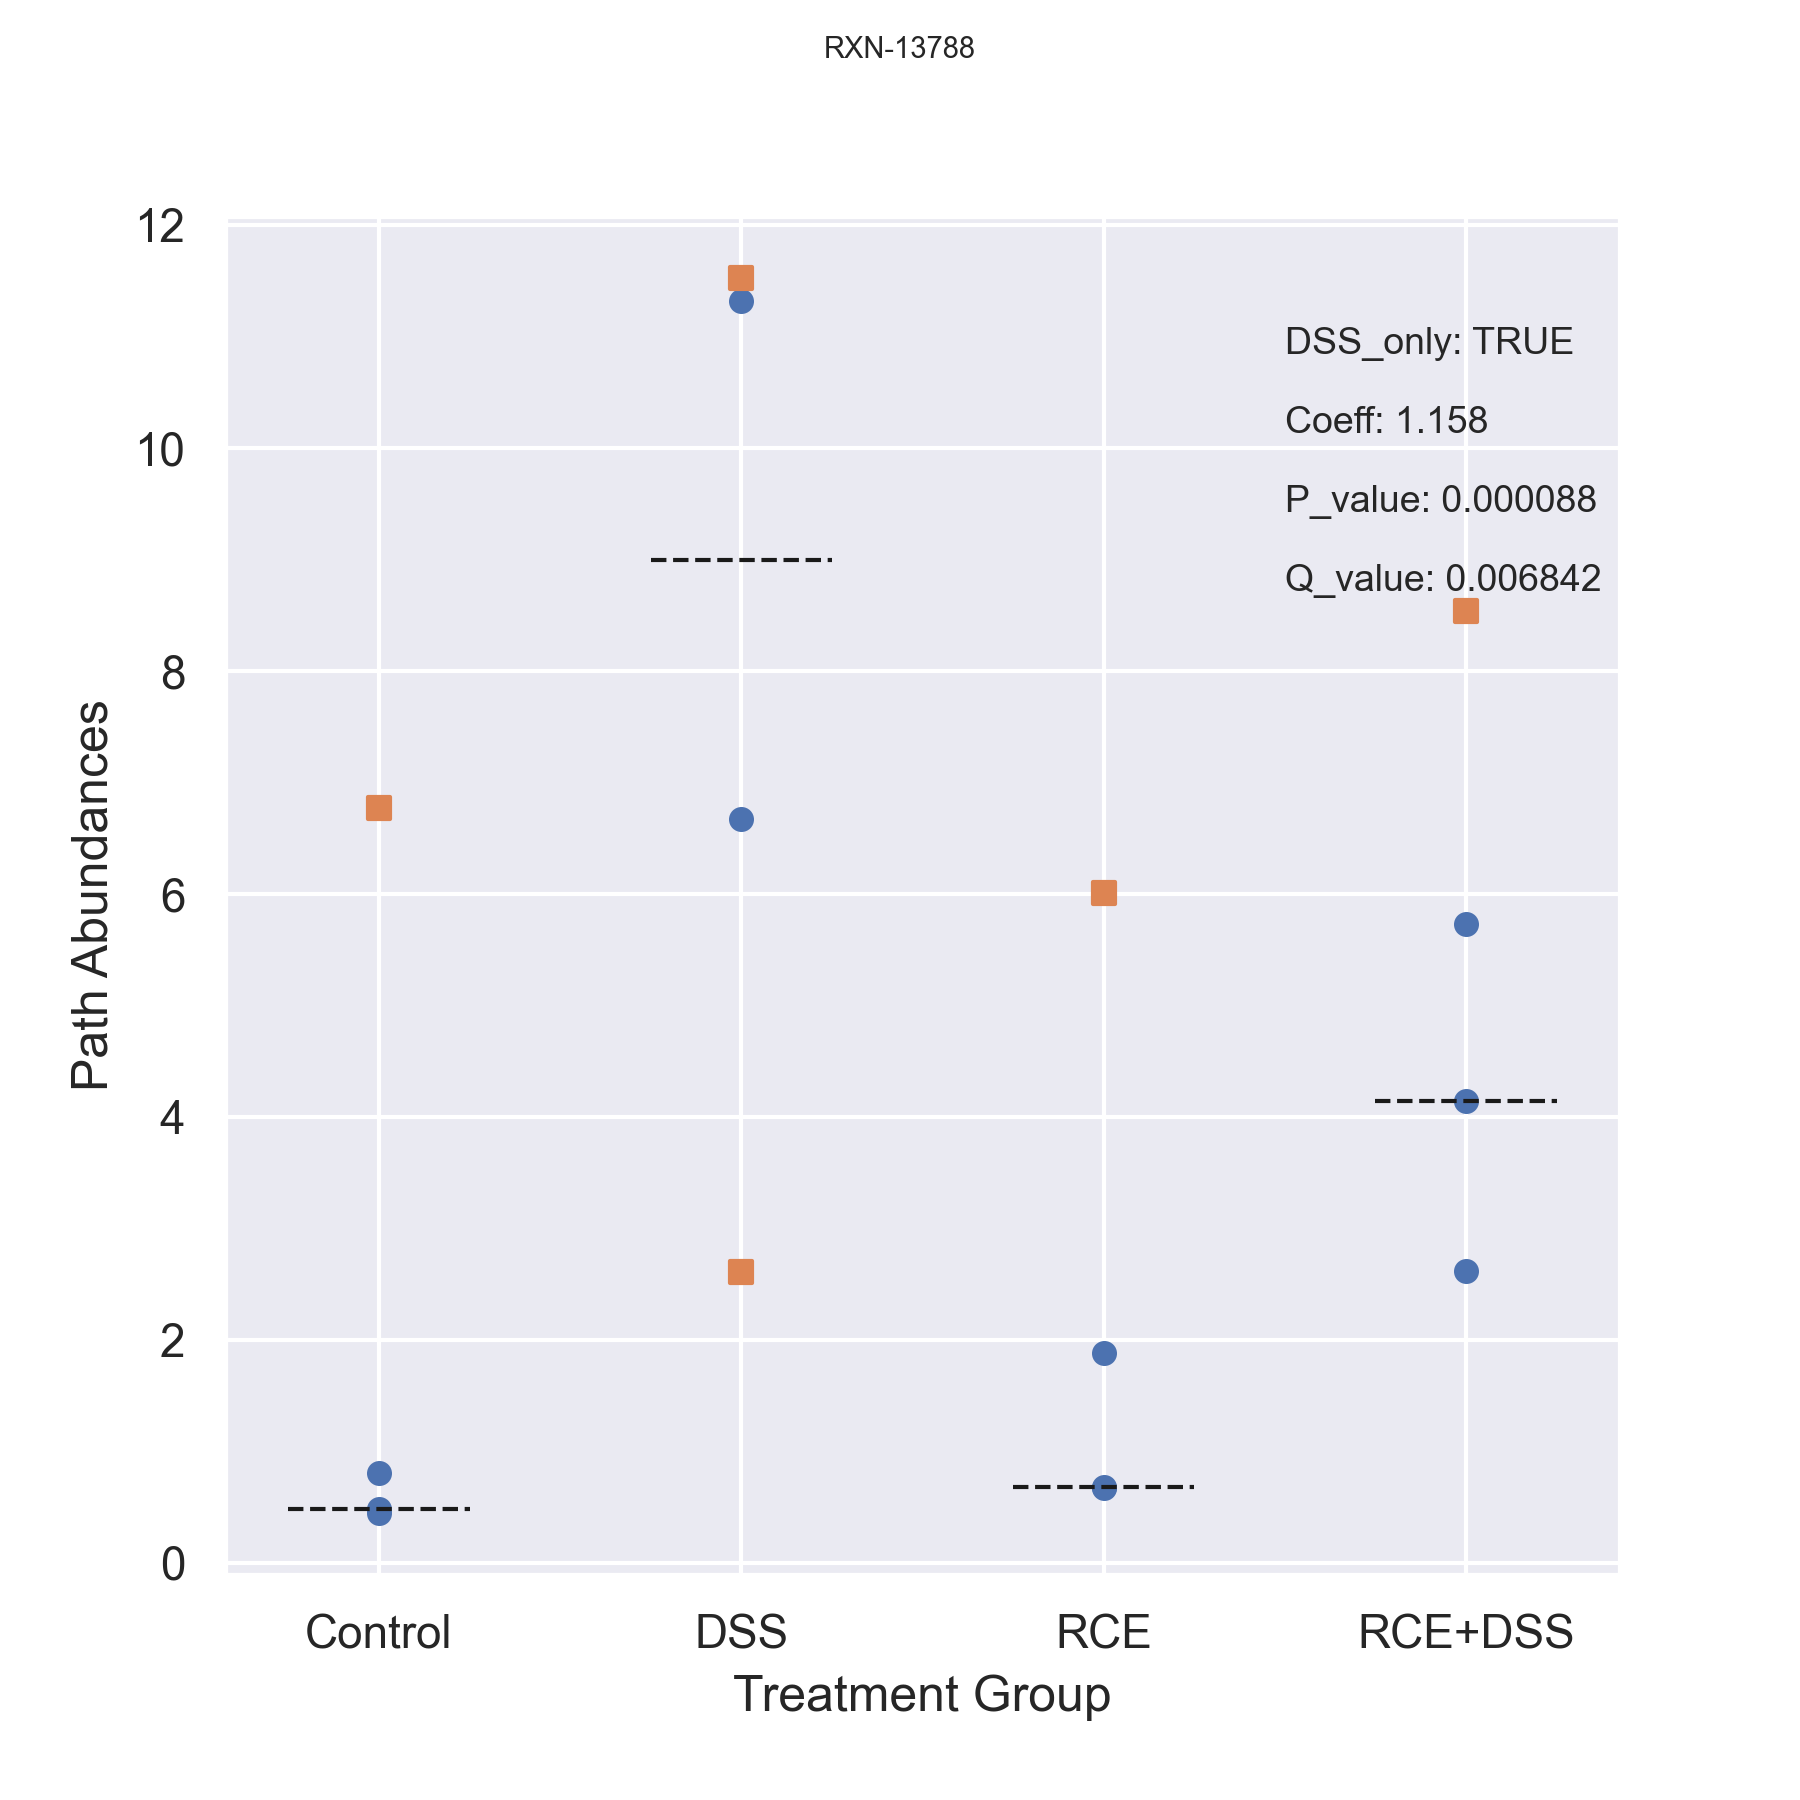 RXN-13788
12
10
8
6
4
2
0
Path Abundances
DSS_only: TRUE
Coeff: 1.158
P_value: 0.000088
Q_value: 0.006842
Control DSS RCE RCE+DSS
Treatment Group